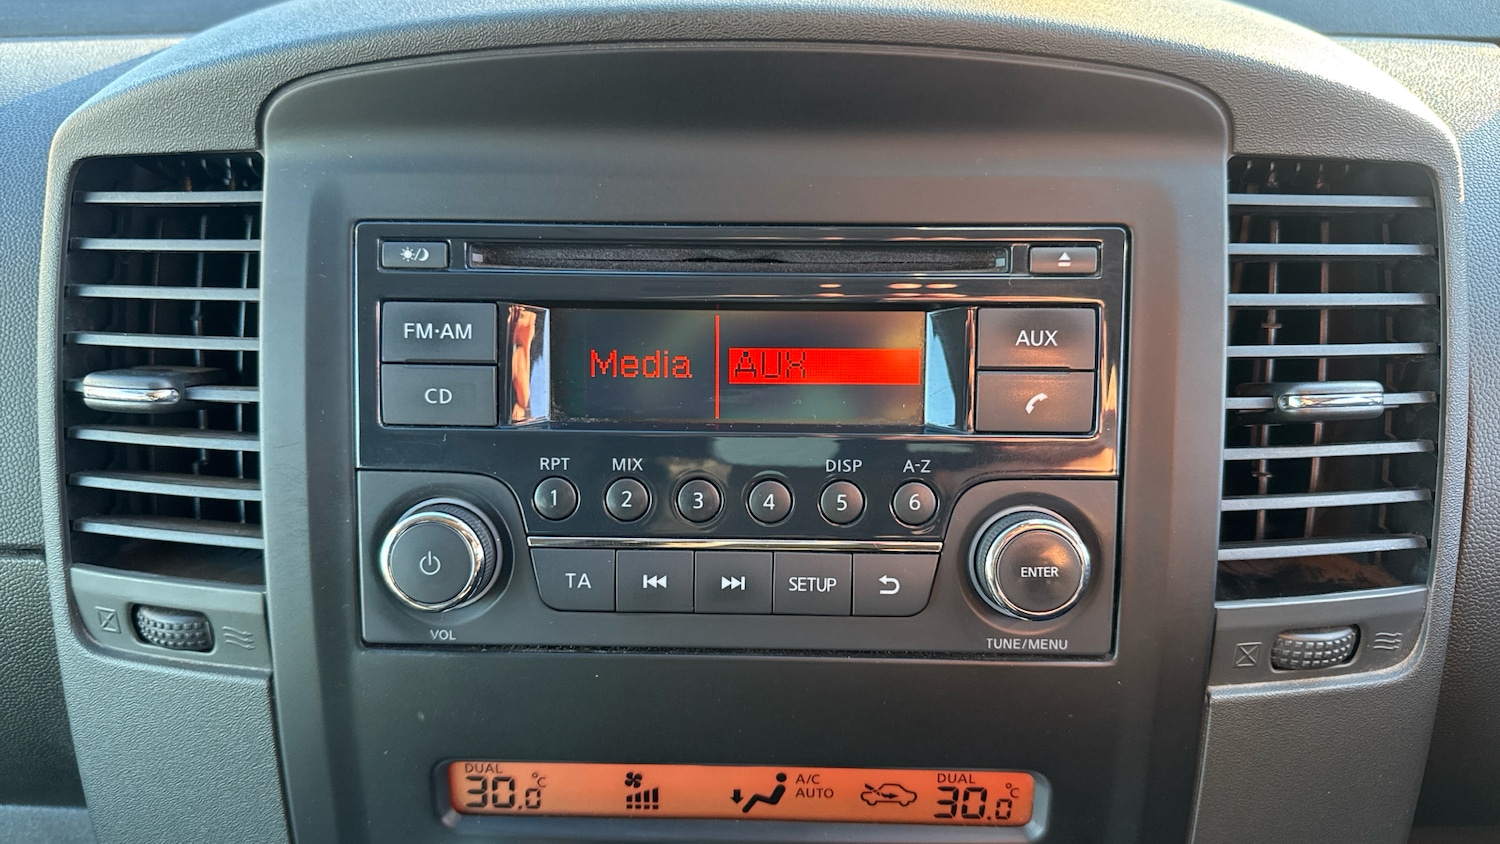 FM·AM
CD
Media AUX
AUX
RPT MIX DISP A-Z
1 2 3 4 5 6
TA SETUP
ENTER
VOL
TUNE/MENU
DUAL
30.0°C
A/C
AUTO
DUAL
30.0°C